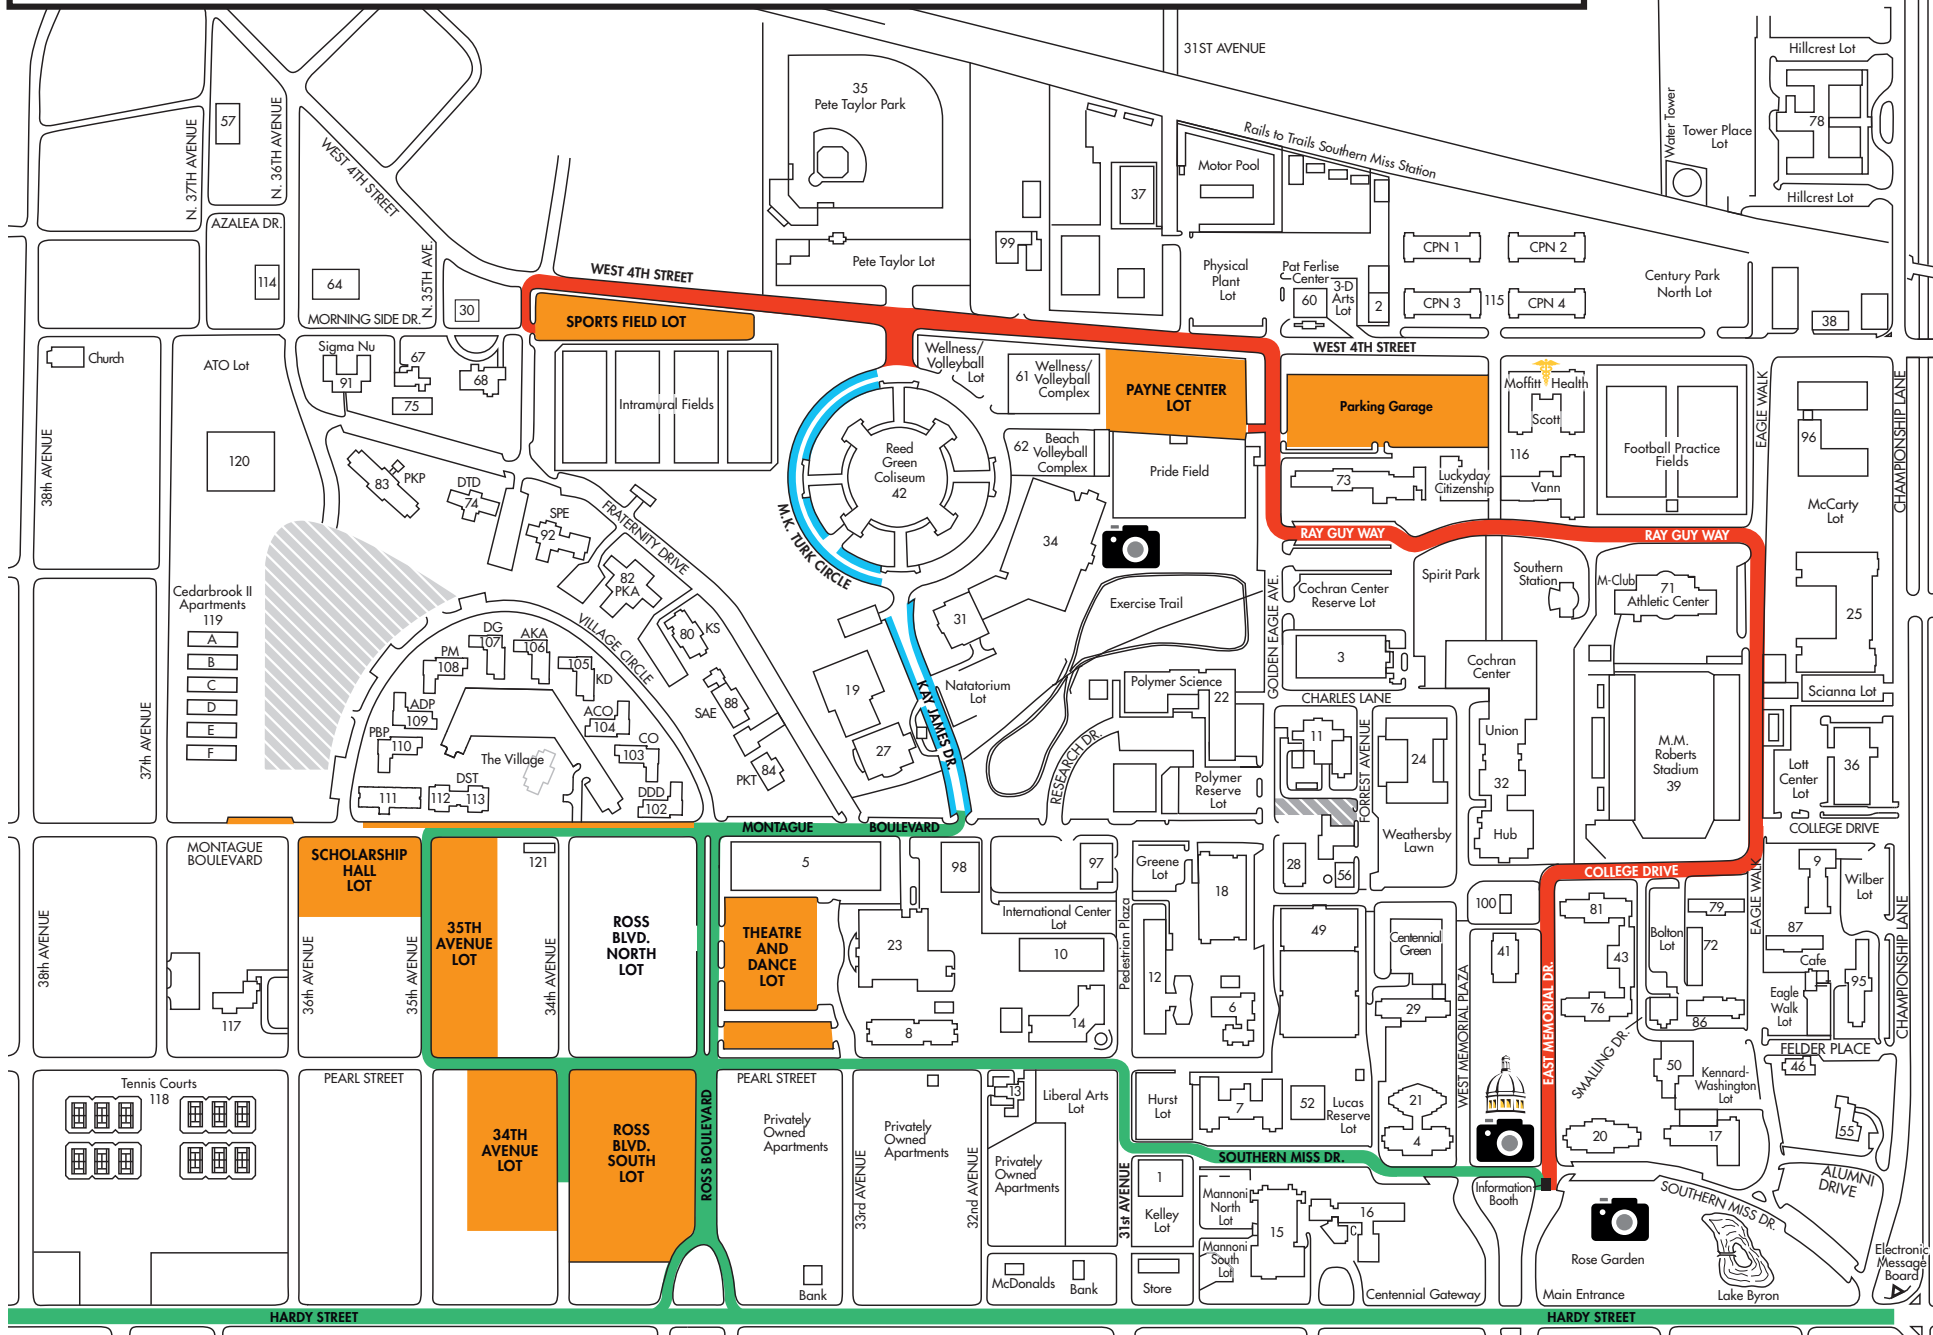 31ST AVENUE
Hillcrest Lot
35
Pete Taylor Park
57
N. 37TH AVENUE
N. 36TH AVENUE
WEST 4TH STREET
Rails to Trails Southern Miss Station
Water Tower
Tower Place
Lot
78
Hillcrest Lot
Motor Pool
37
AZALEA DR.
114
64
N. 35TH AVE.
MORNING SIDE DR.
30
99
Pete Taylor Lot
WEST 4TH STREET
SPORTS FIELD LOT
Physical
Plant
Lot
Pat Ferlise
Center
60
3-D
Arts
Lot
2
CPN 1
CPN 2
CPN 3
115
CPN 4
Century Park
North Lot
38
WEST 4TH STREET
Church
ATO Lot
Sigma Nu
91
67
68
75
Intramural Fields
Wellness/
Volleyball
Lot
61
Wellness/
Volleyball
Complex
PAYNE CENTER
LOT
Parking Garage
Moffitt Health
Scott
116
Vann
Football Practice
Fields
EAGLE WALK
96
CHAMPIONSHIP LANE
McCarty
Lot
38th AVENUE
120
83
PKP
DTD
74
SPE
92
FRATERNITY DRIVE
82
PKA
Reed
Green
Coliseum
42
62
Beach
Volleyball
Complex
Pride Field
73
Luckyday
Citizenship
M.K. TURK CIRCLE
34
RAY GUY WAY
RAY GUY WAY
Cedarbrook II
Apartments
119
A
B
C
D
E
F
37th AVENUE
VILLAGE CIRCLE
DG
107
AKA
106
PM
108
105
KD
ADP
109
ACO
104
PBP
110
CO
103
The Village
DST
111
112
113
DDD
102
80
KS
SAE
88
PKT
84
31
19
27
KAY JAMES DR.
Natatorium
Lot
Exercise Trail
RESEARCH DR.
Polymer Science
22
Polymer
Reserve
Lot
GOLDEN EAGLE AVE.
Cochran Center
Reserve Lot
Spirit Park
Southern
Station
M-Club
71
Athletic Center
25
3
CHARLES LANE
Cochran
Center
Union
32
Hub
11
FORREST AVENUE
24
Weathersby
Lawn
M.M.
Roberts
Stadium
39
Scianna Lot
Lott
Center
Lot
36
COLLEGE DRIVE
MONTAGUE BOULEVARD
MONTAGUE
BOULEVARD
SCHOLARSHIP
HALL
LOT
35TH
AVENUE
LOT
121
ROSS
BLVD.
NORTH
LOT
THEATRE
AND
DANCE
LOT
5
98
97
Greene
Lot
18
28
56
100
COLLEGE DRIVE
EAGLE WALK
9
Wilber
Lot
CHAMPIONSHIP LANE
38th AVENUE
117
36th AVENUE
35th AVENUE
34th AVENUE
23
8
International Center
Lot
10
14
Pedestrian Plaza
12
6
49
Centennial
Green
29
WEST MEMORIAL PLAZA
41
EAST MEMORIAL DR.
81
43
76
Bolton
Lot
79
72
86
87
Cafe
Eagle
Walk
Lot
95
SMALLING DR.
FELDER PLACE
46
Tennis Courts
118
PEARL STREET
34TH
AVENUE
LOT
ROSS
BLVD.
SOUTH
LOT
ROSS BOULEVARD
PEARL STREET
Privately
Owned
Apartments
33rd AVENUE
Privately
Owned
Apartments
32nd AVENUE
13
Liberal Arts
Lot
Privately
Owned
Apartments
Hurst
Lot
7
52
Lucas
Reserve
Lot
21
4
50
Kennard-
Washington
Lot
20
17
55
ALUMNI
DRIVE
SOUTHERN MISS DR.
31st AVENUE
1
Kelley
Lot
Mannoni
North
Lot
Mannoni
South
Lot
15
16
C
Information
Booth
SOUTHERN MISS DR.
Rose Garden
Lake Byron
Electronic
Message
Board
Bank
McDonalds
Bank
Store
Centennial Gateway
Main Entrance
HARDY STREET
HARDY STREET